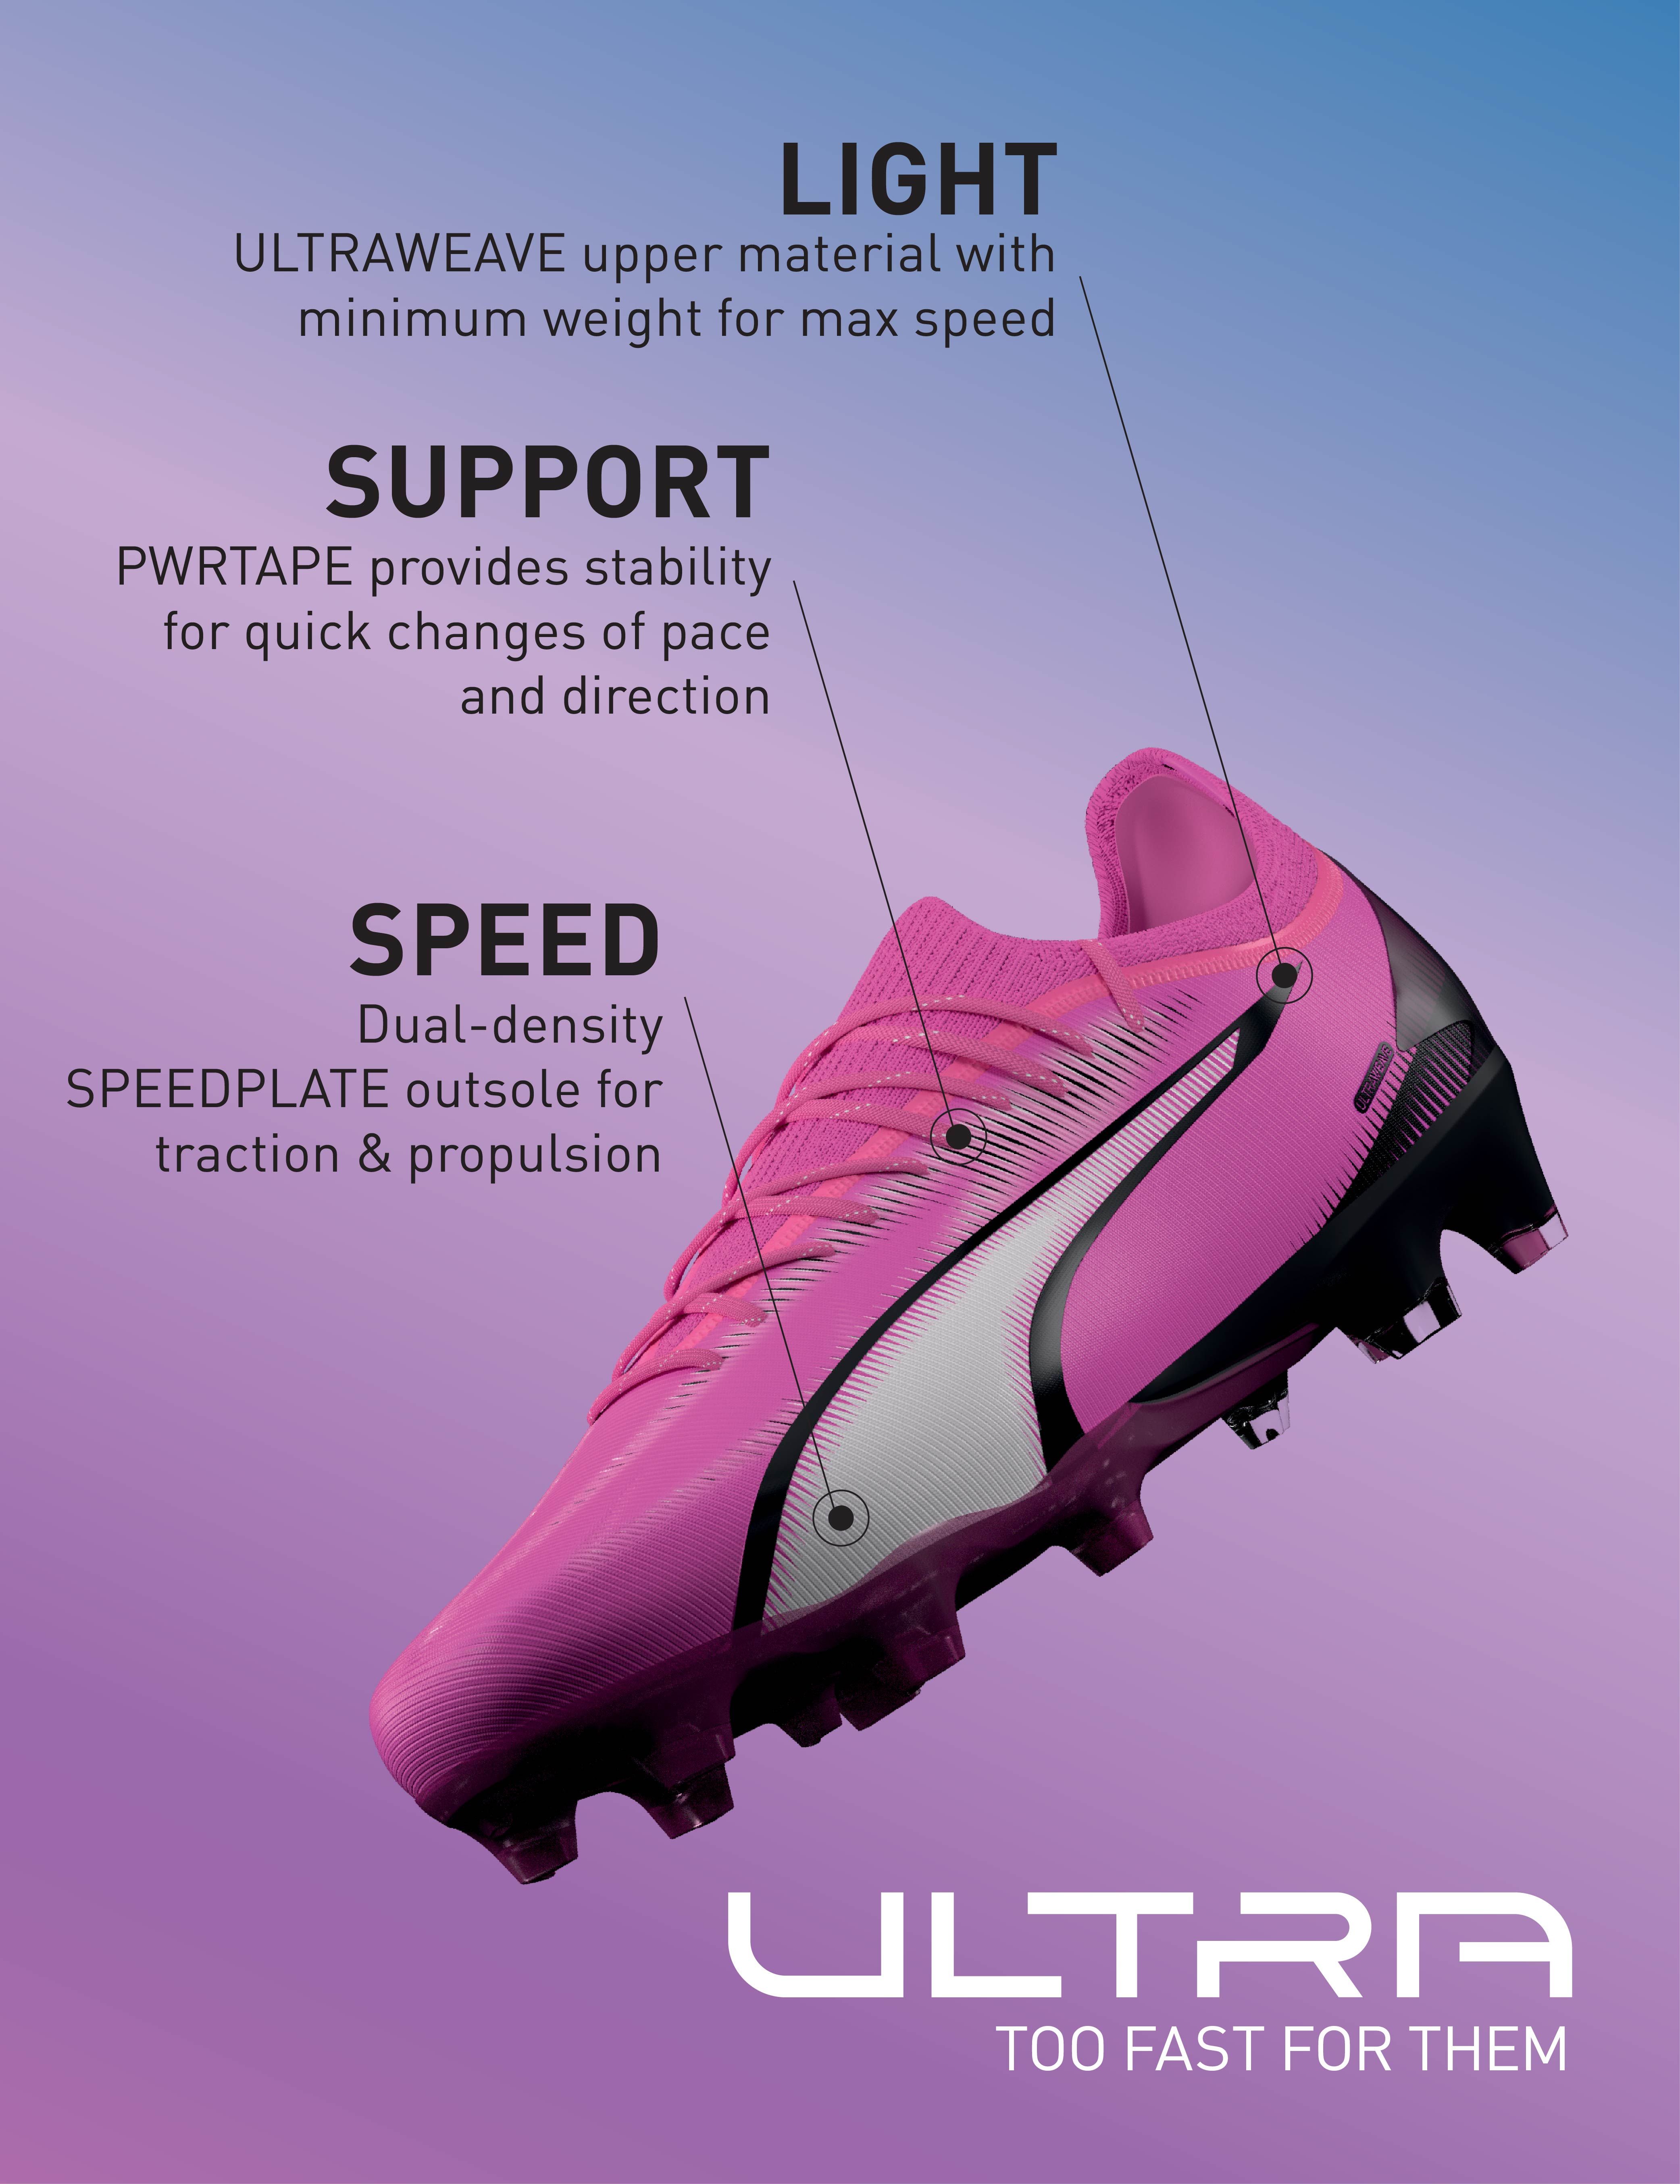 LIGHT
ULTRAWEAVE upper material with
minimum weight for max speed
SUPPORT
PWRTAPE provides stability
for quick changes of pace
and direction
SPEED
Dual-density
SPEEDPLATE outsole for
traction & propulsion
ULTRAWEAVE
ULTRA
TOO FAST FOR THEM